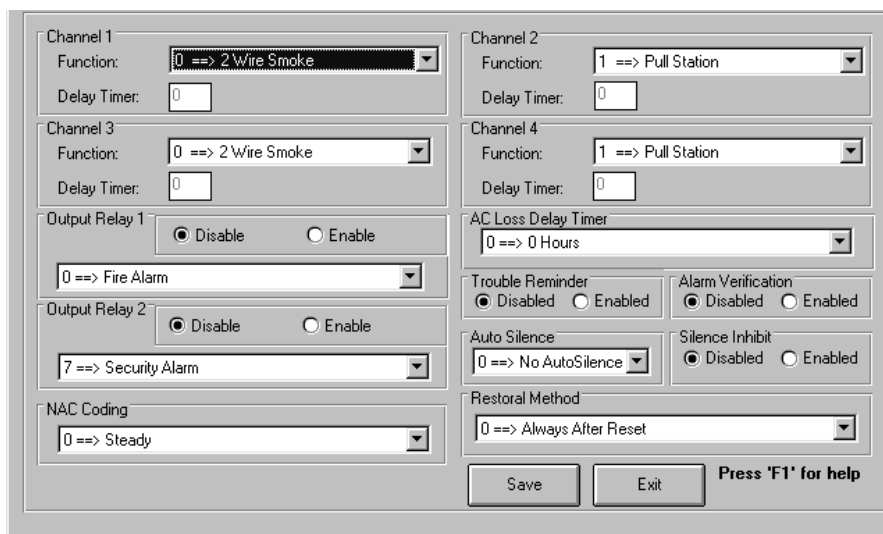 Channel 1
Function: 0 ==> 2 Wire Smoke
Delay Timer: 0
Channel 2
Function: 1 ==> Pull Station
Delay Timer: 0
Channel 3
Function: 0 ==> 2 Wire Smoke
Delay Timer: 0
Channel 4
Function: 1 ==> Pull Station
Delay Timer: 0
Output Relay 1
Disable Enable
0 ==> Fire Alarm
Output Relay 2
Disable Enable
7 ==> Security Alarm
NAC Coding
0 ==> Steady
AC Loss Delay Timer
0 ==> 0 Hours
Trouble Reminder
Disabled Enabled
Alarm Verification
Disabled Enabled
Auto Silence
0 ==> No AutoSilence
Silence Inhibit
Disabled Enabled
Restoral Method
0 ==> Always After Reset
Save
Exit
Press 'F1' for help